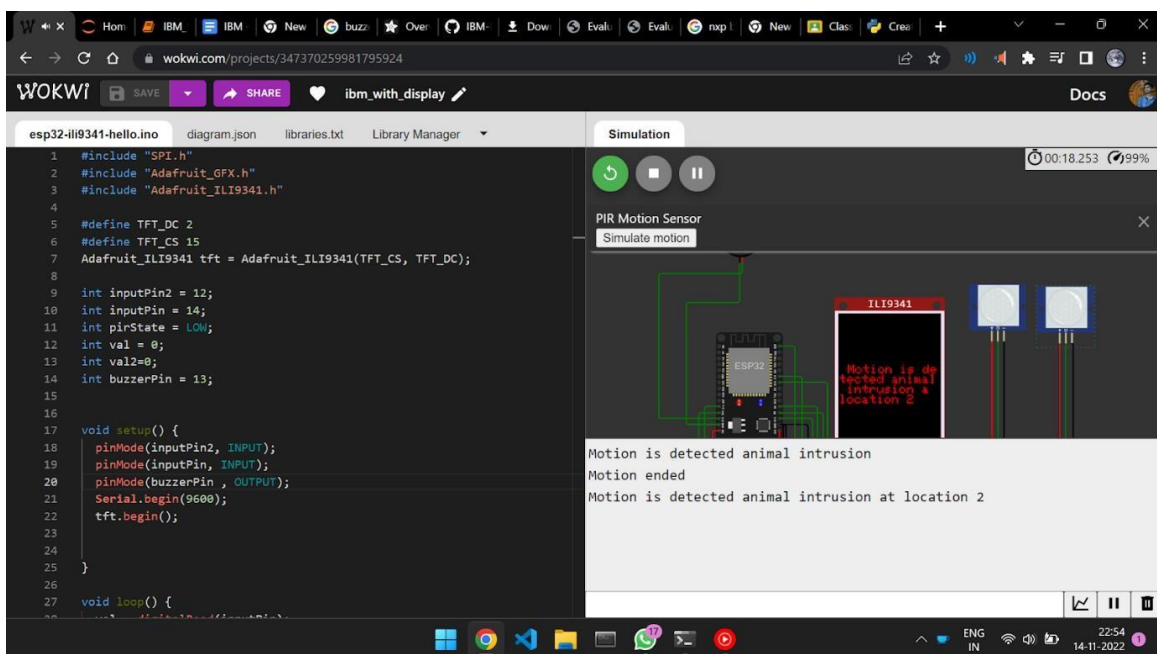 Hom
IBM_
IBM
New
buzz
Over
IBM-
Dow
Evalu
Evalu
nxp
New
Class
Crea
wokwi.com/projects/347370259981795924
WOKWI SAVE SHARE ibm_with_display Docs
esp32-ili9341-hello.ino diagram.json libraries.txt Library Manager
1 #include "SPI.h"
2 #include "Adafruit_GFX.h"
3 #include "Adafruit_ILI9341.h"
4
5 #define TFT_DC 2
6 #define TFT_CS 15
7 Adafruit_ILI9341 tft = Adafruit_ILI9341(TFT_CS, TFT_DC);
8
9 int inputPin2 = 12;
10 int inputPin = 14;
11 int pirState = LOW;
12 int val = 0;
13 int val2=0;
14 int buzzerPin = 13;
15
16
17 void setup() {
18 pinMode(inputPin2, INPUT);
19 pinMode(inputPin, INPUT);
20 pinMode(buzzerPin , OUTPUT);
21 Serial.begin(9600);
22 tft.begin();
23
24
25 }
26
27 void loop() {
Simulation
00:18.253 99%
PIR Motion Sensor
Simulate motion
ESP32
ILI9341
Motion is de
tected animal
intrusion a
location 2
Motion is detected animal intrusion
Motion ended
Motion is detected animal intrusion at location 2
17
ENG
IN
22:54
14-11-2022
1